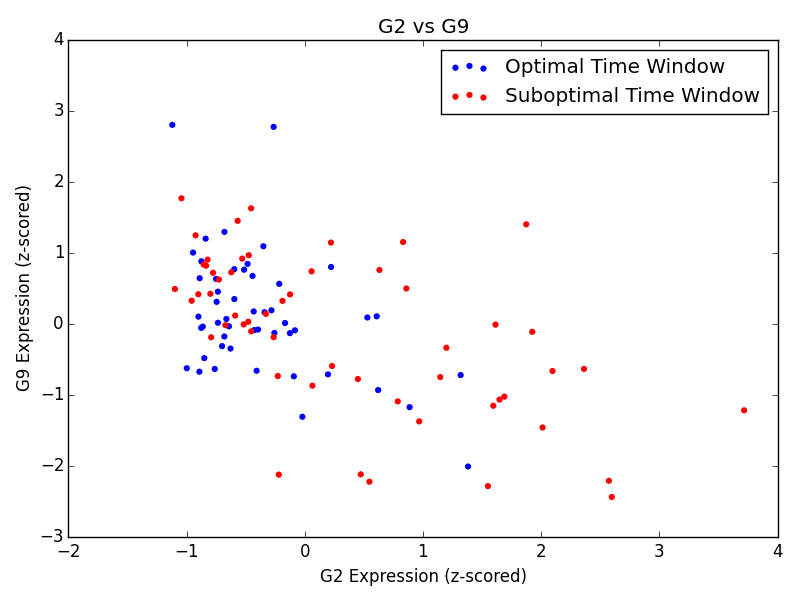 G2 vs G9
Optimal Time Window
Suboptimal Time Window
4
3
2
1
0
−1
−2
−3
G9 Expression (z-scored)
−2 −1 0 1 2 3 4
G2 Expression (z-scored)